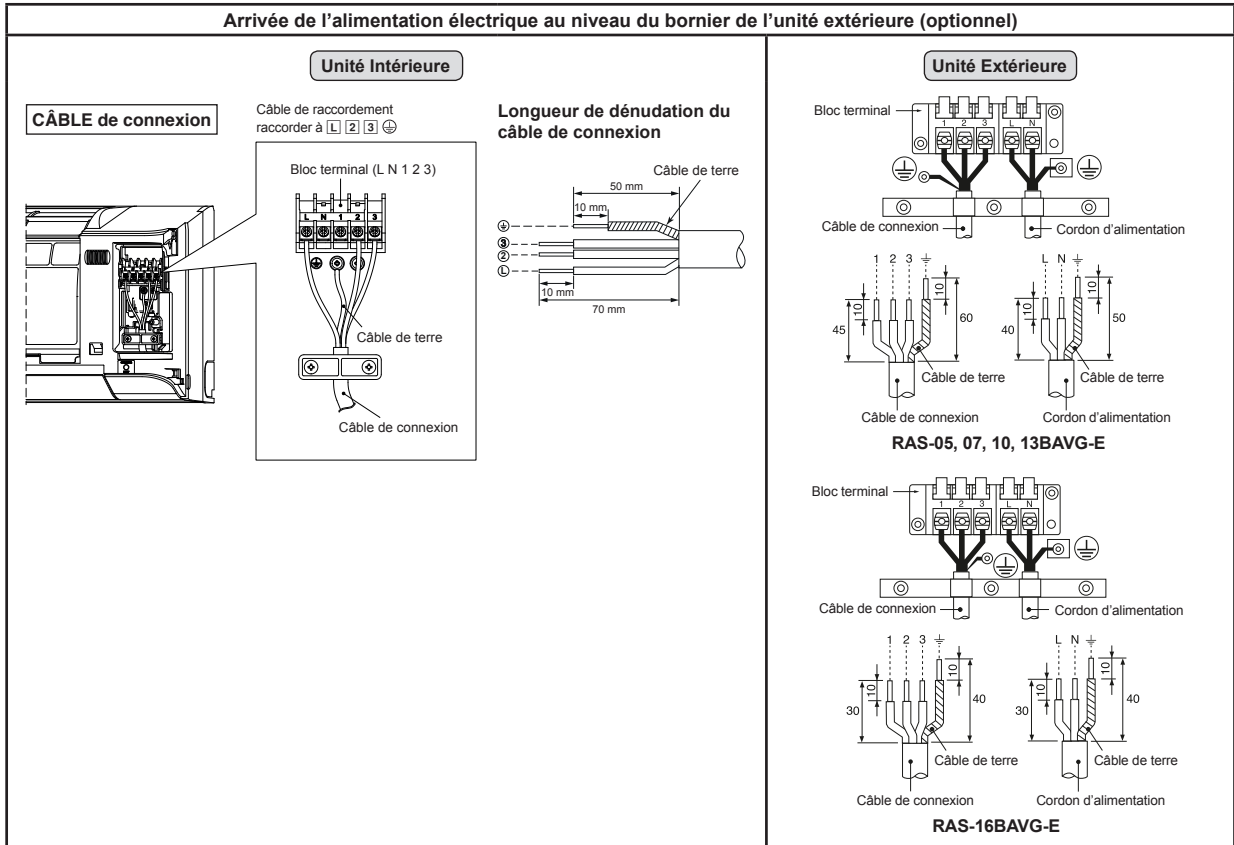 Arrivée de l'alimentation électrique au niveau du bornier de l'unité extérieure (optionnel)
Unité Intérieure
CÂBLE de connexion
Câble de raccordement
raccorder à L 2 3 ⏚
Bloc terminal (L N 1 2 3)
L N 1 2 3
Câble de terre
Câble de connexion
Longueur de dénudation du
câble de connexion
Câble de terre
50 mm
10 mm
⏚
3
2
L
10 mm
70 mm
Unité Extérieure
Bloc terminal
1 2 3 L N
Câble de connexion
Cordon d'alimentation
1 2 3 ⏚
L N ⏚
10
10
45
60
10
10
40
50
Câble de terre
Câble de terre
Câble de connexion
Cordon d'alimentation
RAS-05, 07, 10, 13BAVG-E
Bloc terminal
1 2 3 L N
Câble de connexion
Cordon d'alimentation
1 2 3 ⏚
L N ⏚
10
10
30
40
10
10
30
40
Câble de terre
Câble de terre
Câble de connexion
Cordon d'alimentation
RAS-16BAVG-E